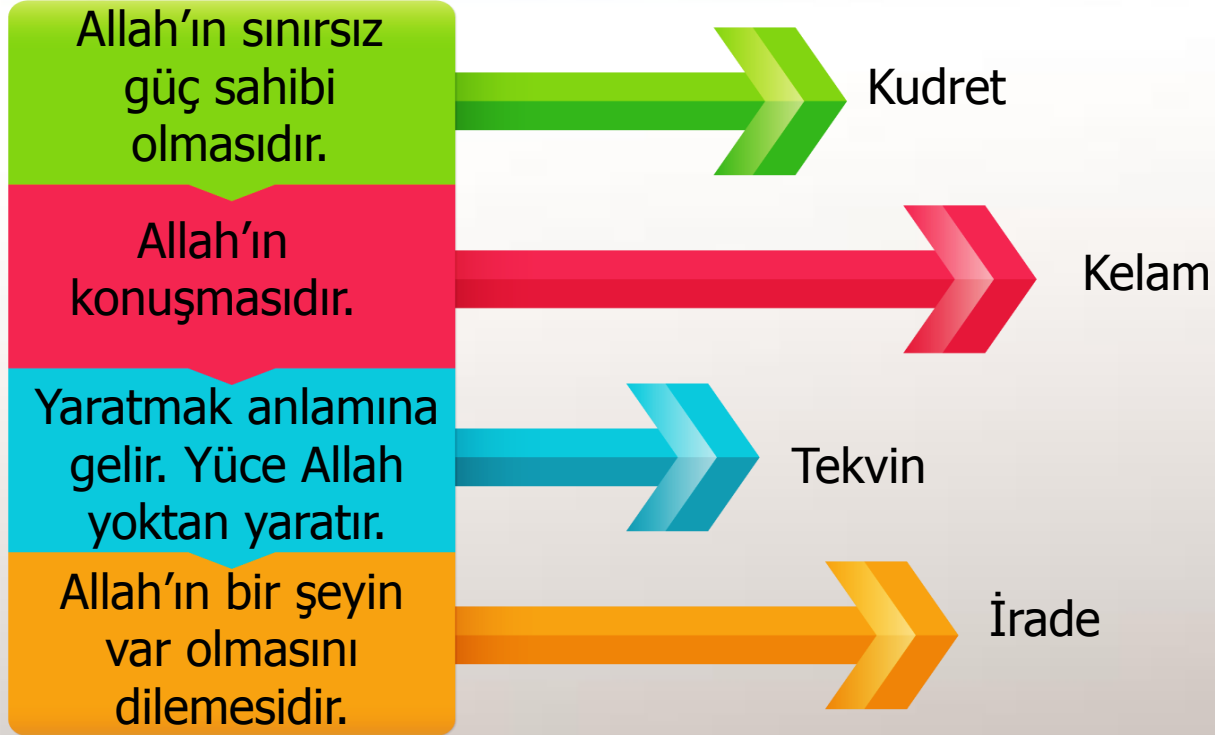 Allah’ın sınırsız
güç sahibi
olmasıdır.
Kudret
Allah’ın
konuşmasıdır.
Kelam
Yaratmak anlamına
gelir. Yüce Allah
yoktan yaratır.
Tekvin
Allah’ın bir şeyin
var olmasını
dilemesidir.
İrade